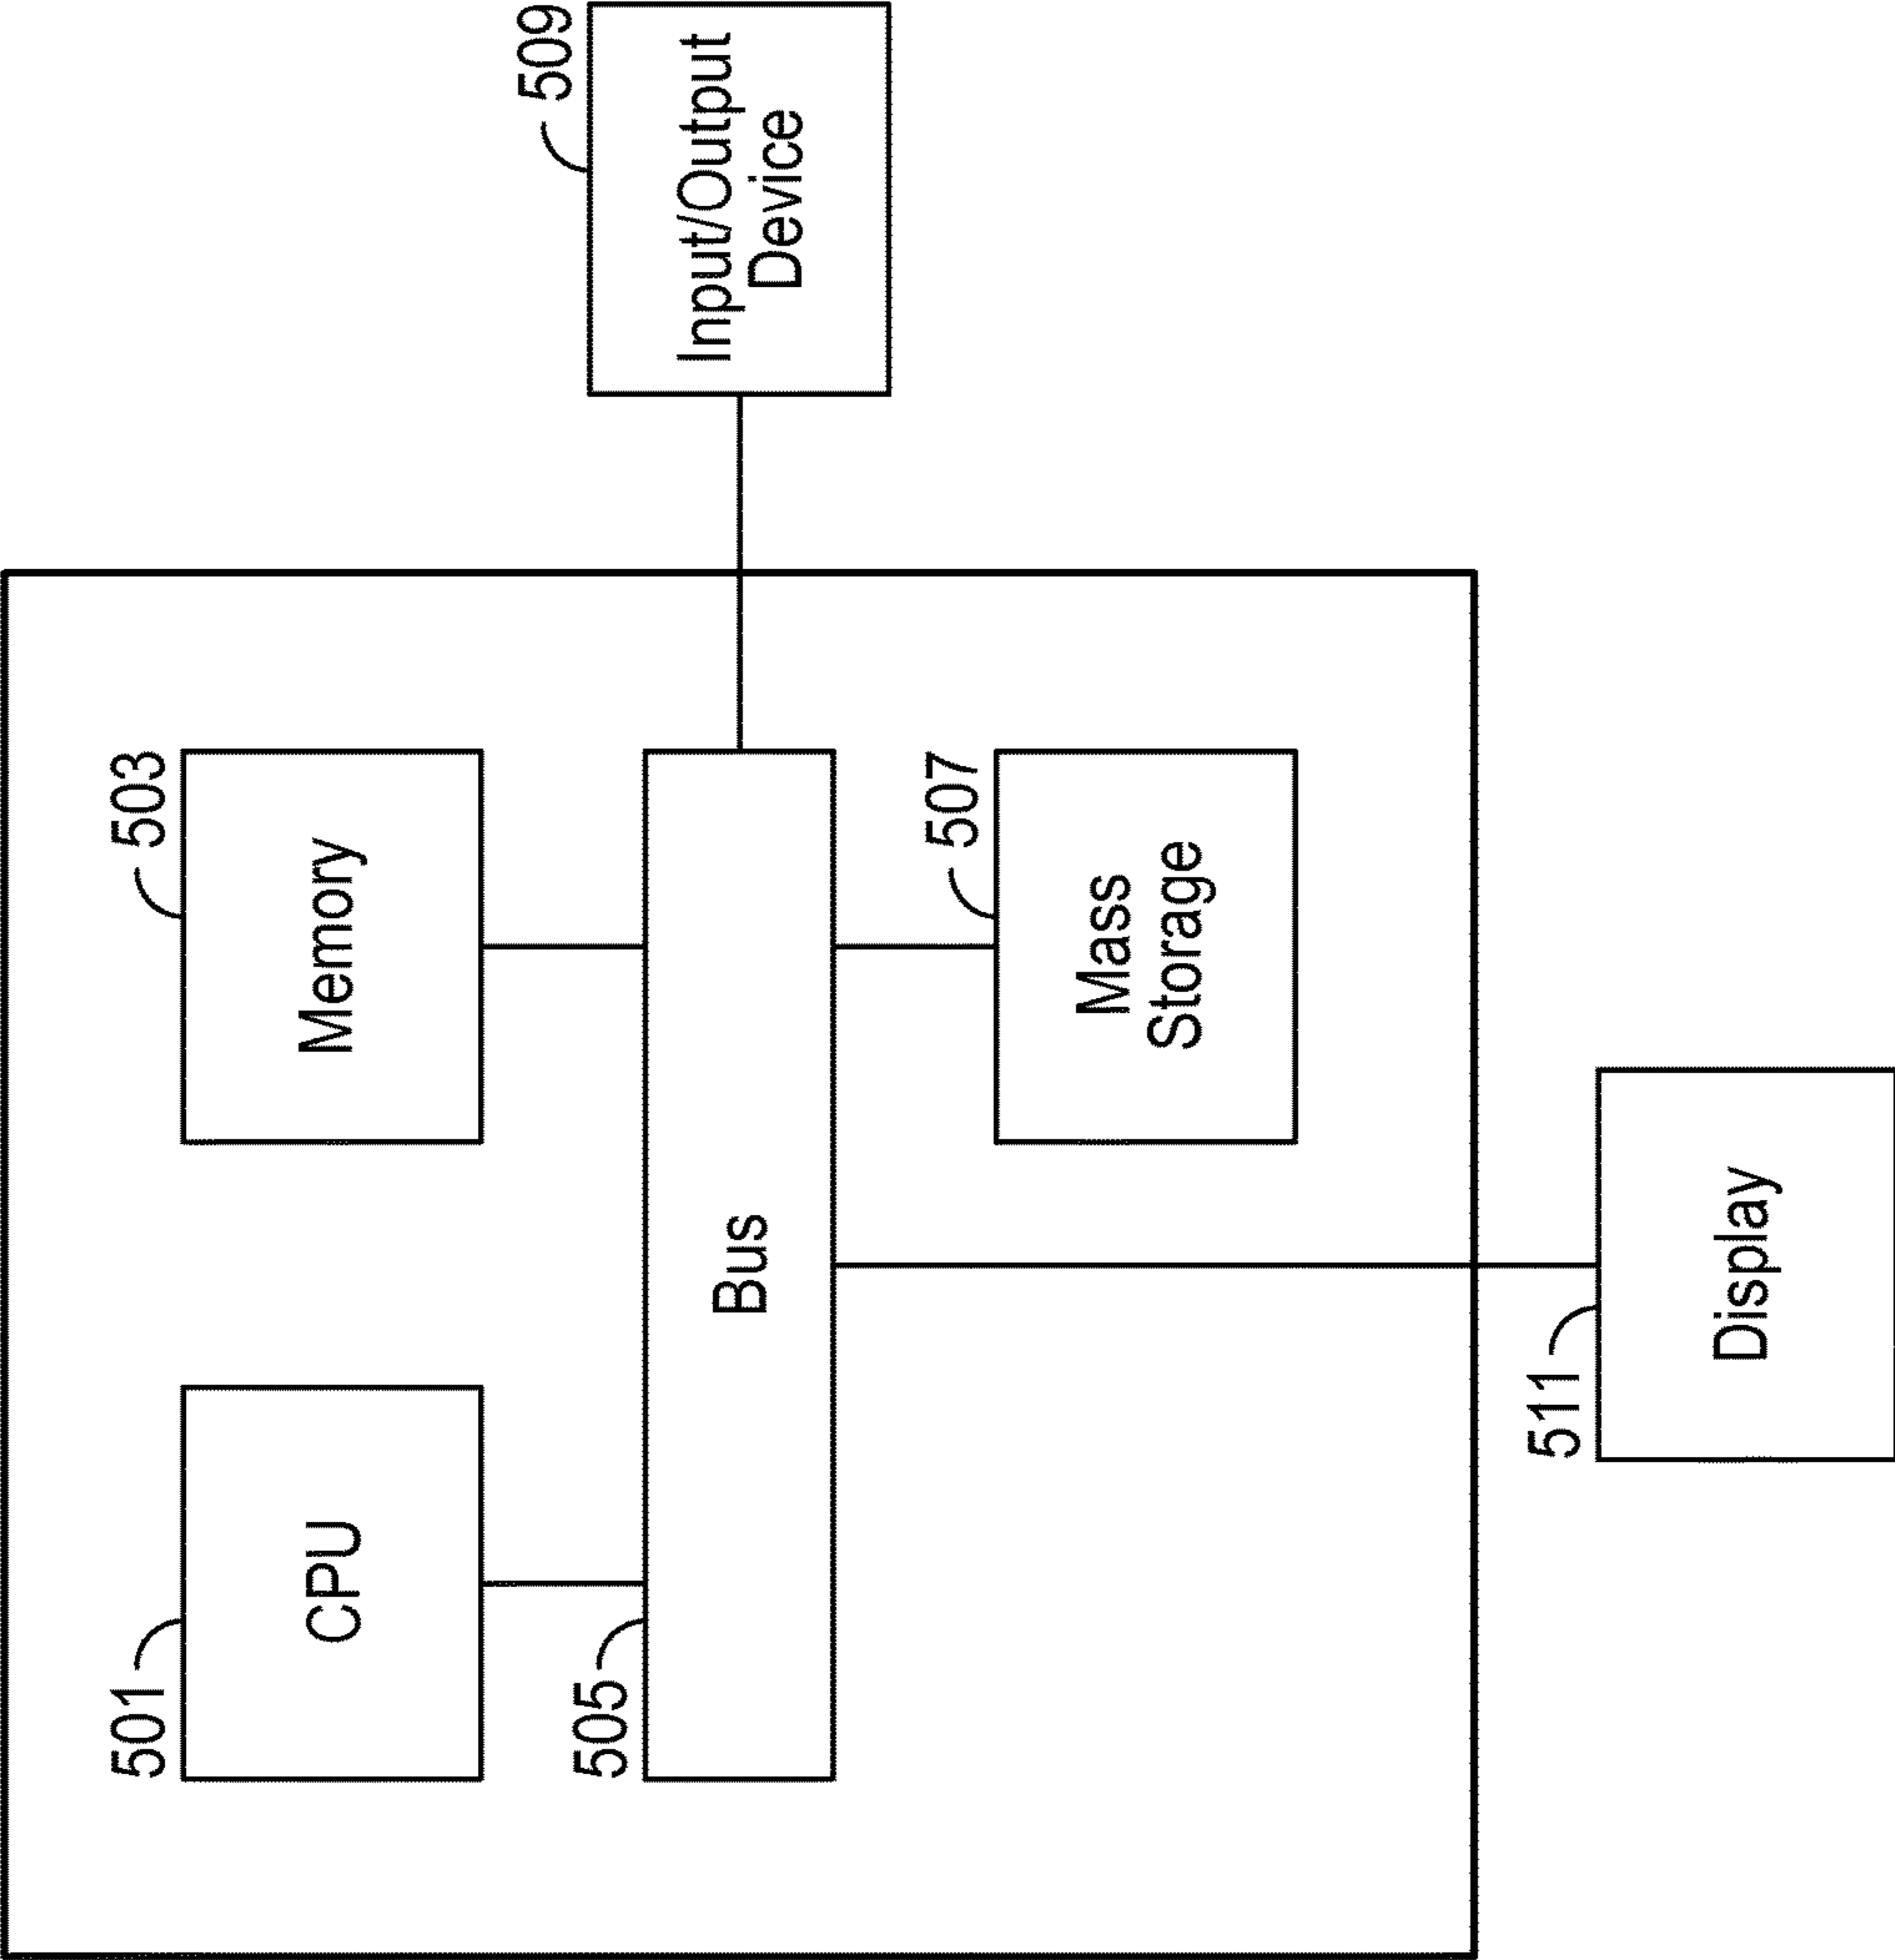 501
CPU
503
Memory
505
Bus
509
Input/Output
Device
507
Mass
Storage
511
Display